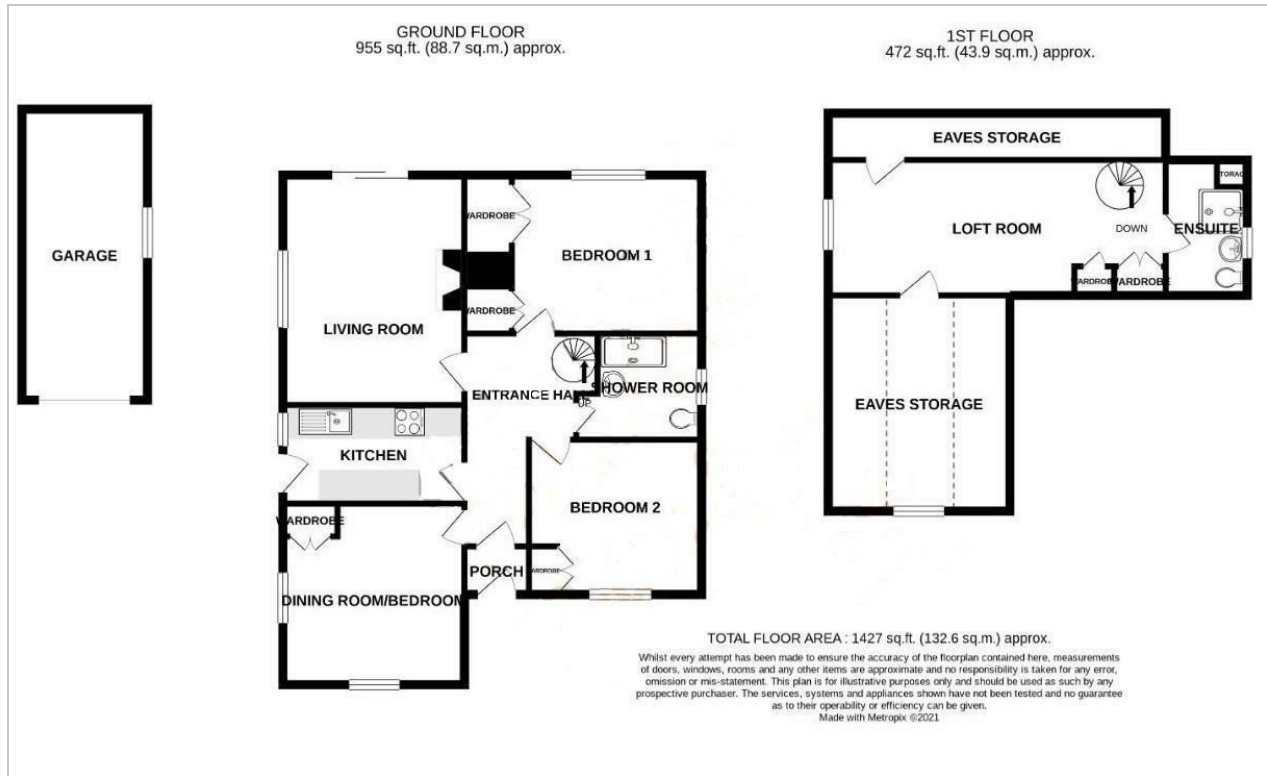 GROUND FLOOR
955 sq.ft. (88.7 sq.m.) approx.
1ST FLOOR
472 sq.ft. (43.9 sq.m.) approx.
GARAGE
WARDROBE
BEDROOM 1
WARDROBE
LIVING ROOM
ENTRANCE HALL
SHOWER ROOM
KITCHEN
WARDROBE
BEDROOM 2
WARDROBE
PORCH
DINING ROOM/BEDROOM
EAVES STORAGE
TORAG
LOFT ROOM
DOWN
ENSUITE
WARDROBE
WARDROBE
EAVES STORAGE
TOTAL FLOOR AREA : 1427 sq.ft. (132.6 sq.m.) approx.
Whilst every attempt has been made to ensure the accuracy of the floorplan contained here, measurements
of doors, windows, rooms and any other items are approximate and no responsibility is taken for any error,
omission or mis-statement. This plan is for illustrative purposes only and should be used as such by any
prospective purchaser. The services, systems and appliances shown have not been tested and no guarantee
as to their operability or efficiency can be given.
Made with Metropix ©2021